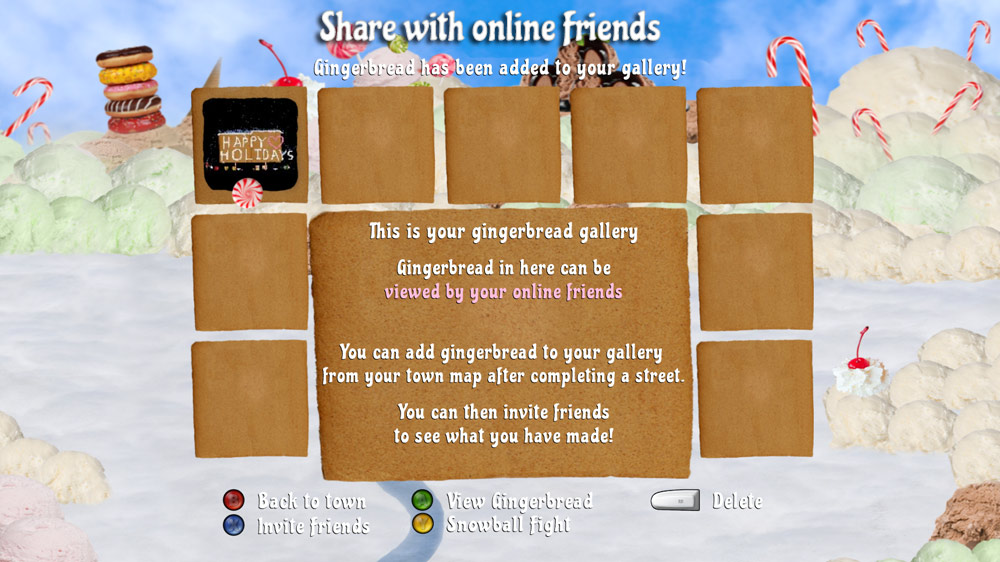 Share with online friends
Gingerbread has been added to your gallery!
HAPPY
HOLIDAYS
This is your gingerbread gallery
Gingerbread in here can be
viewed by your online friends
You can add gingerbread to your gallery
from your town map after completing a street.
You can then invite friends
to see what you have made!
Back to town
View Gingerbread
Delete
Invite Friends
Snowball Fight